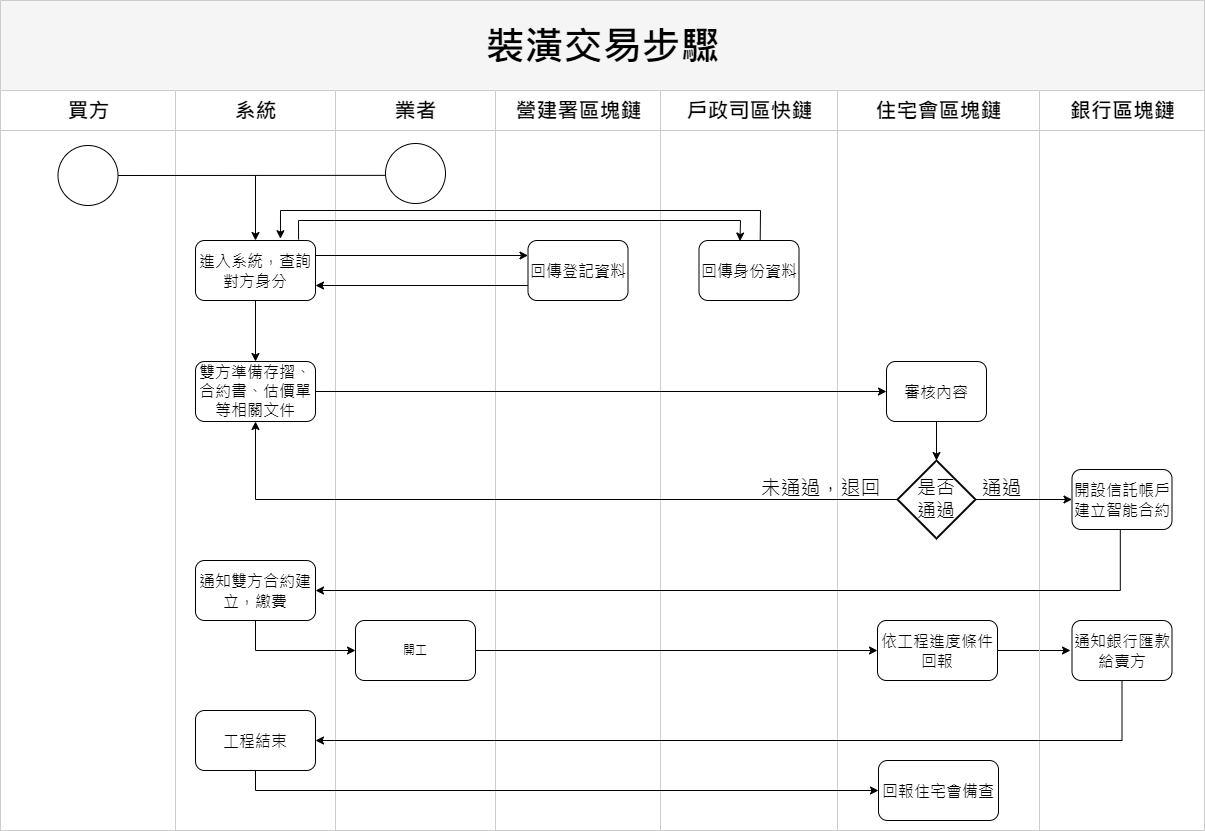 裝潢交易步驟
買方
系統
業者
營建署區塊鏈
戶政司區快鏈
住宅會區塊鏈
銀行區塊鏈
進入系統，查詢
對方身分
回傳登記資料
回傳身份資料
雙方準備存摺、
合約書、估價單
等相關文件
審核內容
未通過，退回
是否
通過
通過
開設信託帳戶
建立智能合約
通知雙方合約建
立，繳費
開工
依工程進度條件
回報
通知銀行匯款
給賣方
工程結束
回報住宅會備查